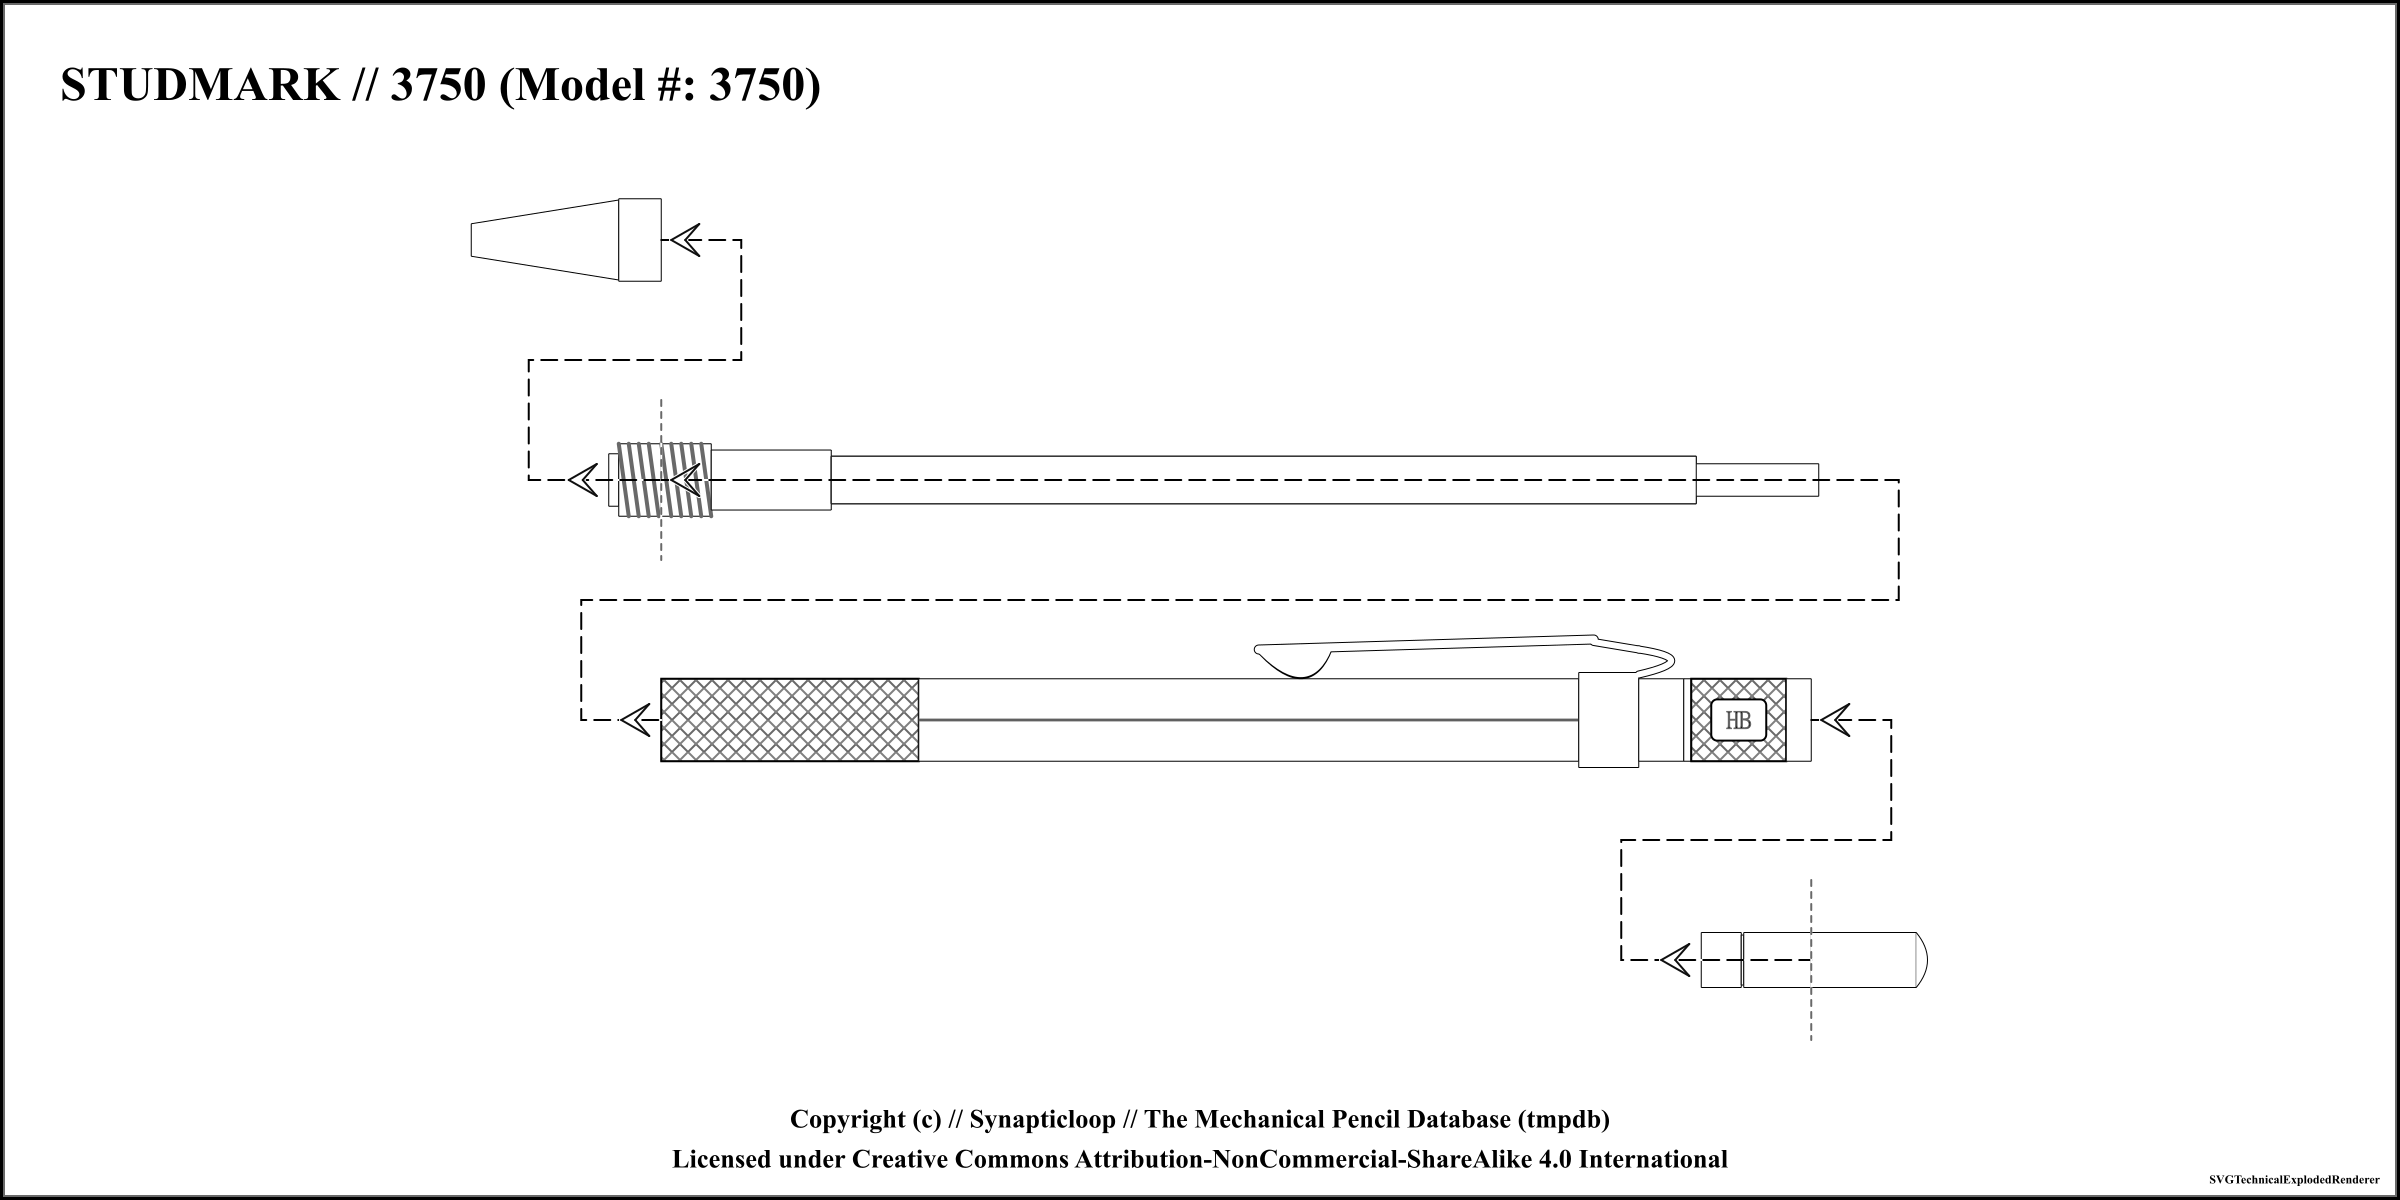 STUDMARK // 3750 (Model #: 3750)
HB
Copyright (c) // Synapticloop // The Mechanical Pencil Database (tmpdb)
Licensed under Creative Commons Attribution-NonCommercial-ShareAlike 4.0 International
SVGTechnicalExplodedRenderer